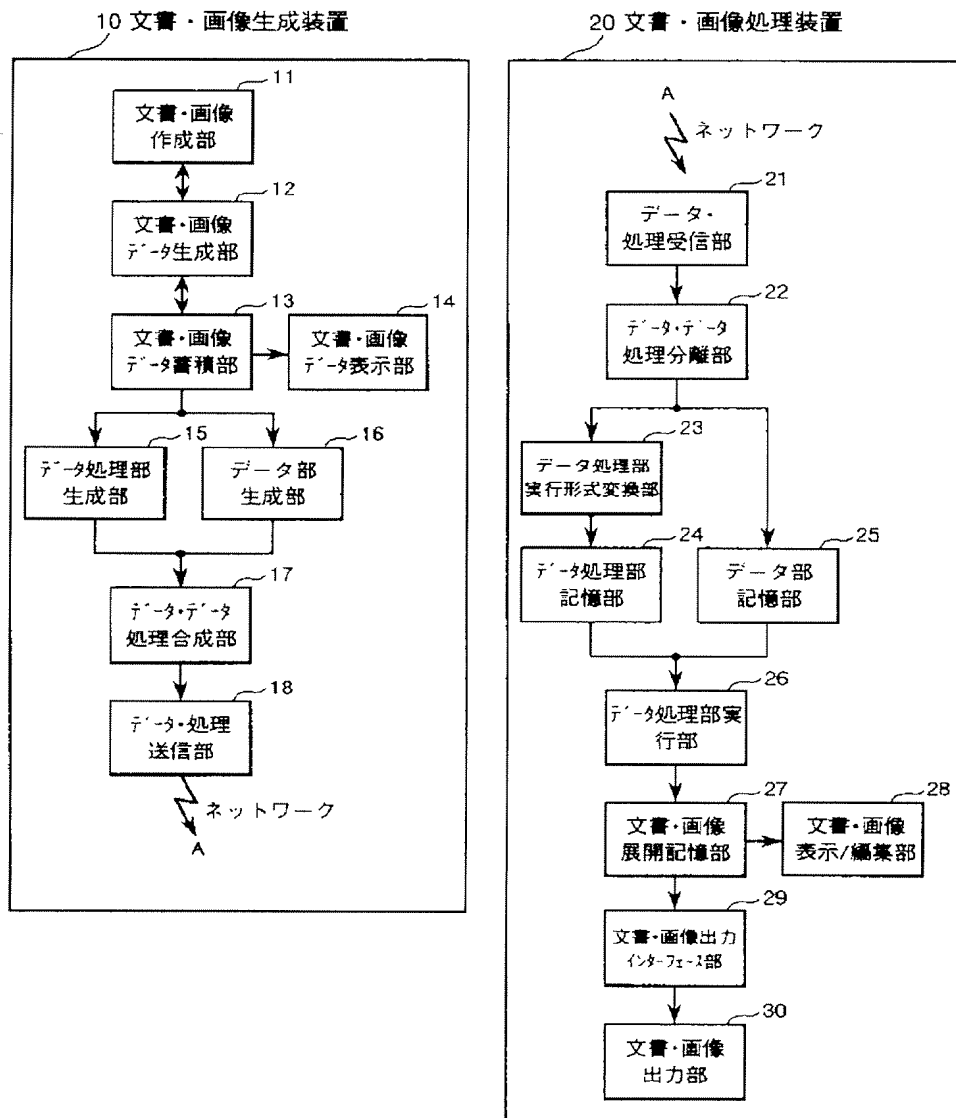 10 文書・画像生成装置
11
文書・画像
作成部
12
文書・画像
データ生成部
13
文書・画像
データ蓄積部
14
文書・画像
データ表示部
15
データ処理部
生成部
16
データ部
生成部
17
データ・データ
処理合成部
18
データ・処理
送信部
ネットワーク
A
20 文書・画像処理装置
A
ネットワーク
21
データ・
処理受信部
22
データ・データ
処理分離部
23
データ処理部
実行形式変換部
24
データ処理部
記憶部
25
データ部
記憶部
26
データ処理部実
行部
27
文書・画像
展開記憶部
28
文書・画像
表示/編集部
29
文書・画像出力
インターフェース部
30
文書・画像
出力部